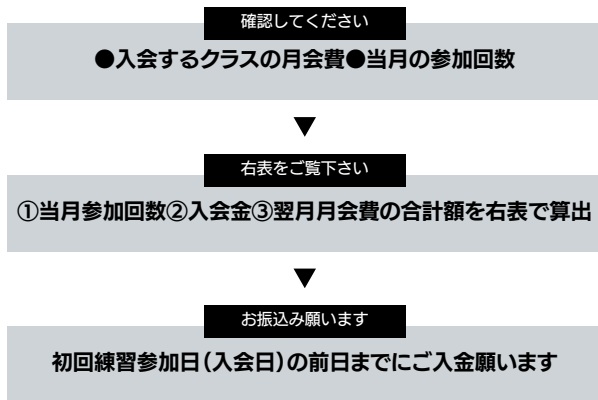 確認してください
●入会するクラスの月会費●当月の参加回数
▼
右表をご覧下さい
①当月参加回数②入会金③翌月月会費の合計額を右表で算出
▼
お振込み願います
初回練習参加日(入会日)の前日までにご入金願います